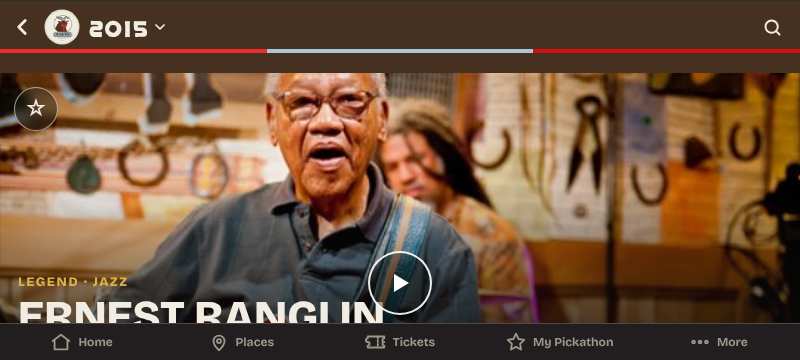 2015
LEGEND · JAZZ
ERNEST RANGLIN
Home
Places
Tickets
My Pickathon
More